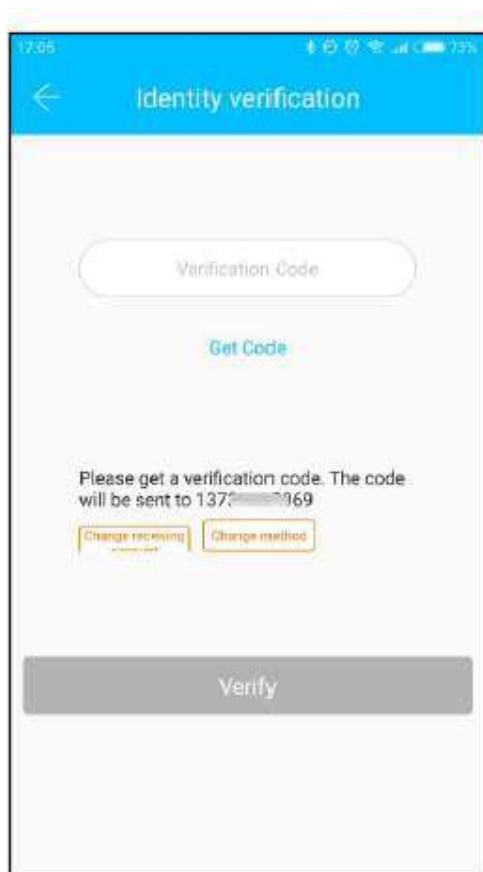 17:05 73%
Identity verification
Verification Code
Get Code
Please get a verification code. The code
will be sent to 137
Change receiving
Change method
Verify